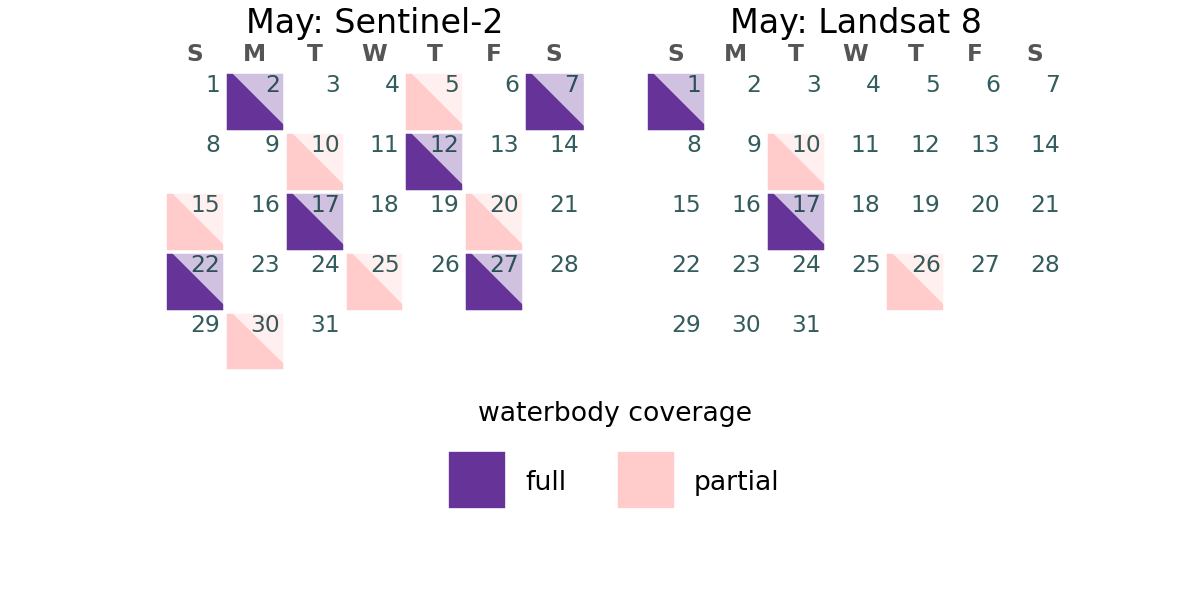 May: Sentinel-2
S M T W T F S
1 2 3 4 5 6 7
8 9 10 11 12 13 14
15 16 17 18 19 20 21
22 23 24 25 26 27 28
29 30 31
May: Landsat 8
S M T W T F S
1 2 3 4 5 6 7
8 9 10 11 12 13 14
15 16 17 18 19 20 21
22 23 24 25 26 27 28
29 30 31
waterbody coverage
full
partial